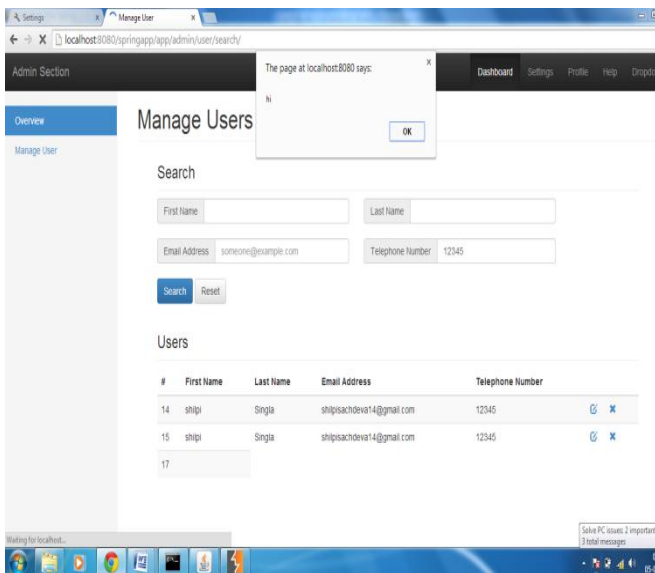 Settings x Manage User x
localhost:8080/springapp/app/admin/user/search/
Admin Section
Dashboard Settings Profile Help
The page at localhost:8080 says: x
hi
OK
Overview
Manage User
Manage Users
Search
First Name
Last Name
Email Address someone@example.com
Telephone Number 12345
Search Reset
Users
# First Name Last Name Email Address Telephone Number
14 shilpi Singla shilpisachdeva14@gmail.com 12345
15 shilpi Singla shilpisachdeva14@gmail.com 12345
17
Solve PC issues: 2 important
3 total messages
Waiting for localhost...